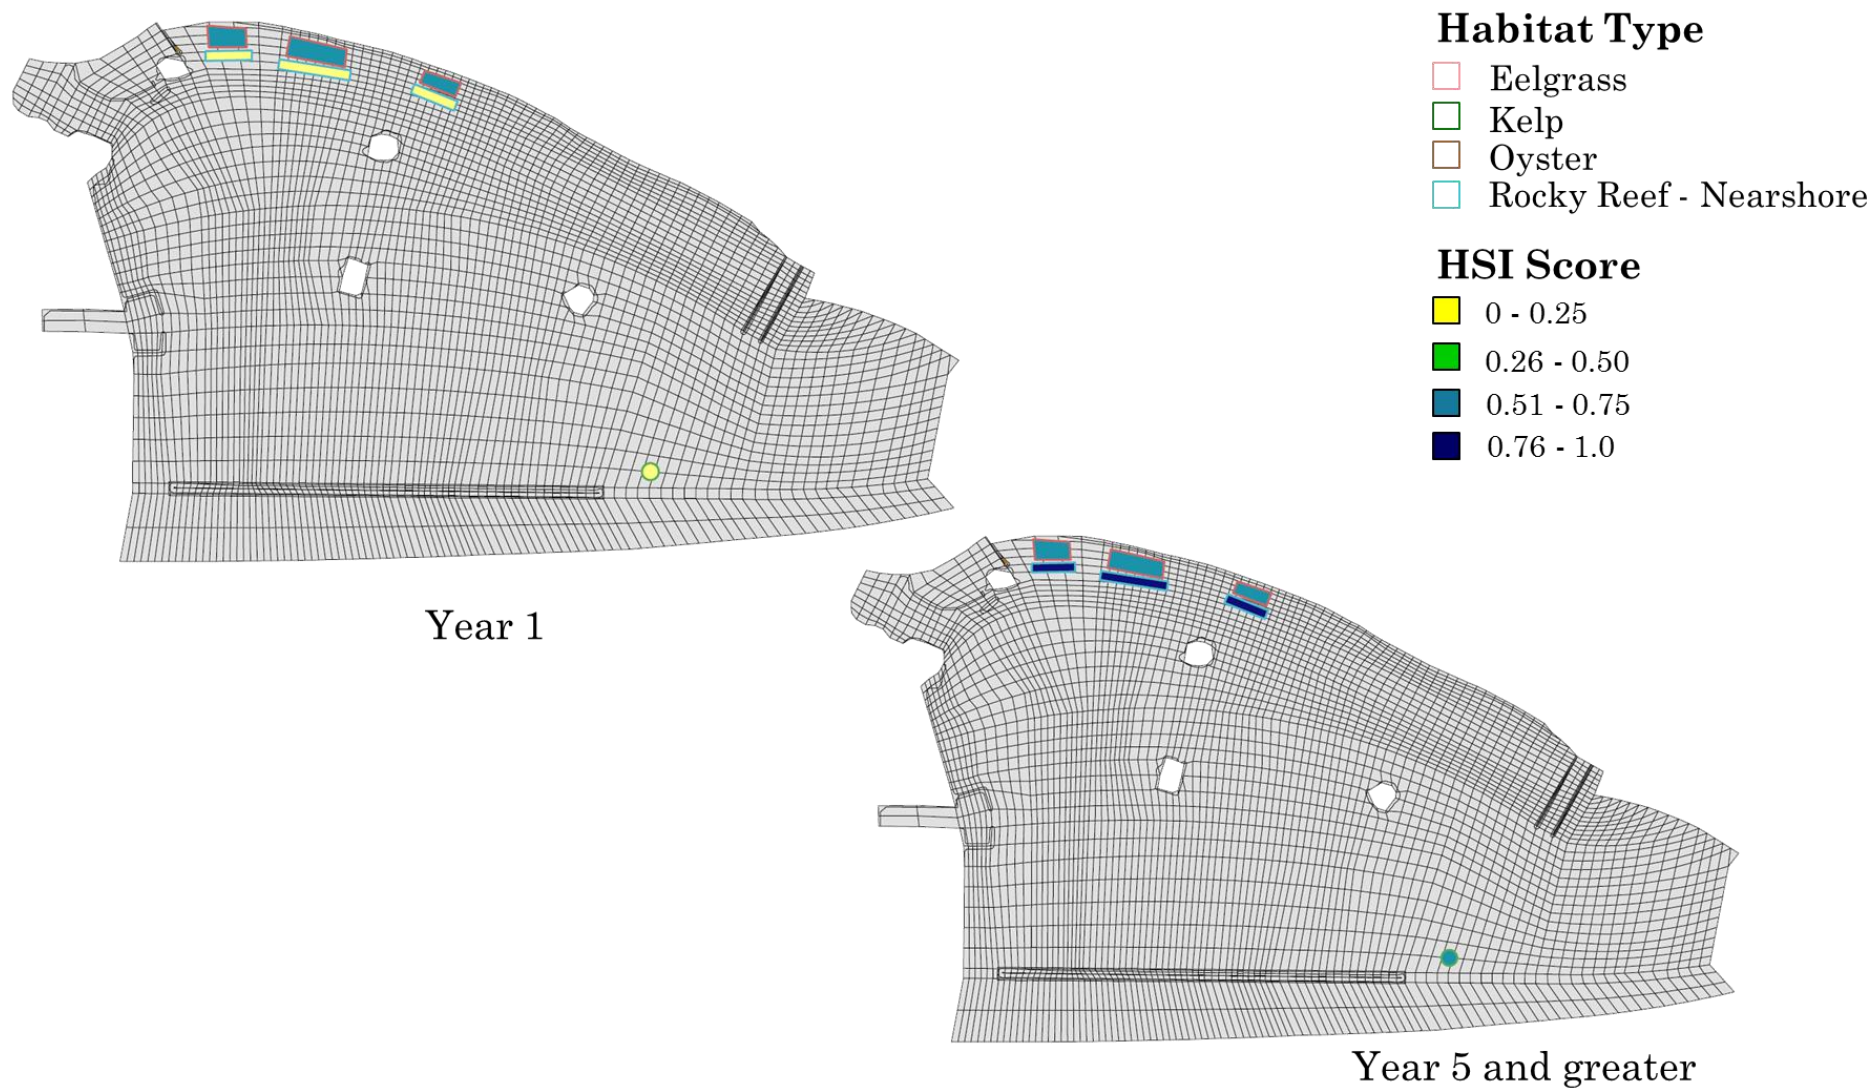 Habitat Type
Eelgrass
Kelp
Oyster
Rocky Reef - Nearshore
HSI Score
0 - 0.25
0.26 - 0.50
0.51 - 0.75
0.76 - 1.0
Year 1
Year 5 and greater